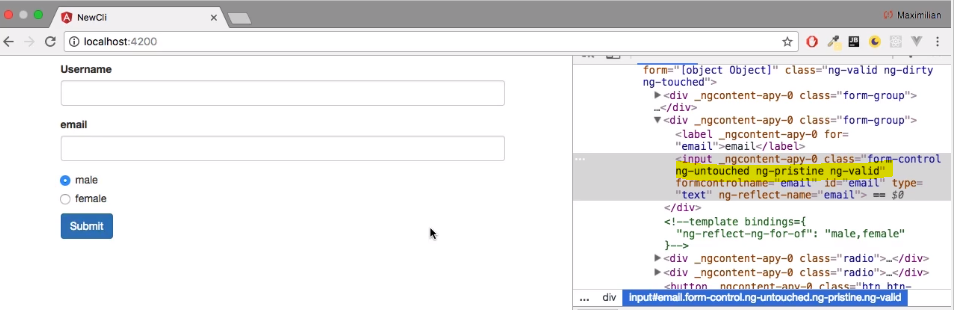 NewCli
Maximilian
localhost:4200
Username
email
male
female
Submit
form="[object Object]" class="ng-valid ng-dirty
ng-touched">
▶<div _ngcontent-apy-0 class="form-group">
…</div>
▼<div _ngcontent-apy-0 class="form-group">
<label _ngcontent-apy-0 for=
"email">email</label>
<input _ngcontent-apy-0 class="form-control
ng-untouched ng-pristine ng-valid"
formcontrolname="email" id="email" type=
"text" ng-reflect-name="email"> == $0
</div>
<!--template bindings={
"ng-reflect-ng-for-of": "male,female"
}-->
▶<div _ngcontent-apy-0 class="radio">…</div>
▶<div _ngcontent-apy-0 class="radio">…</div>
<button _ngcontent-apy-0 class="btn btn-
... div input#email.form-control.ng-untouched.ng-pristine.ng-valid